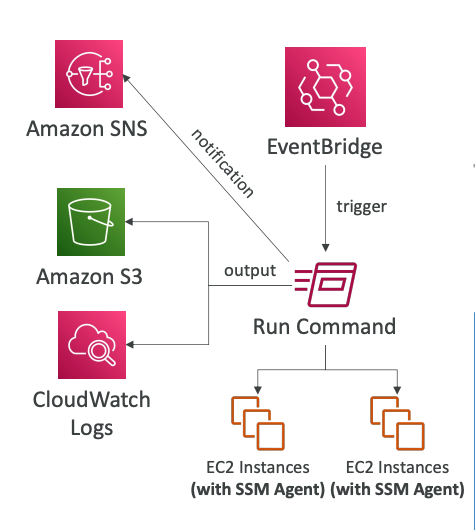 Amazon SNS
EventBridge
notification
trigger
Amazon S3
output
Run Command
CloudWatch
Logs
EC2 Instances
(with SSM Agent)
EC2 Instances
(with SSM Agent)